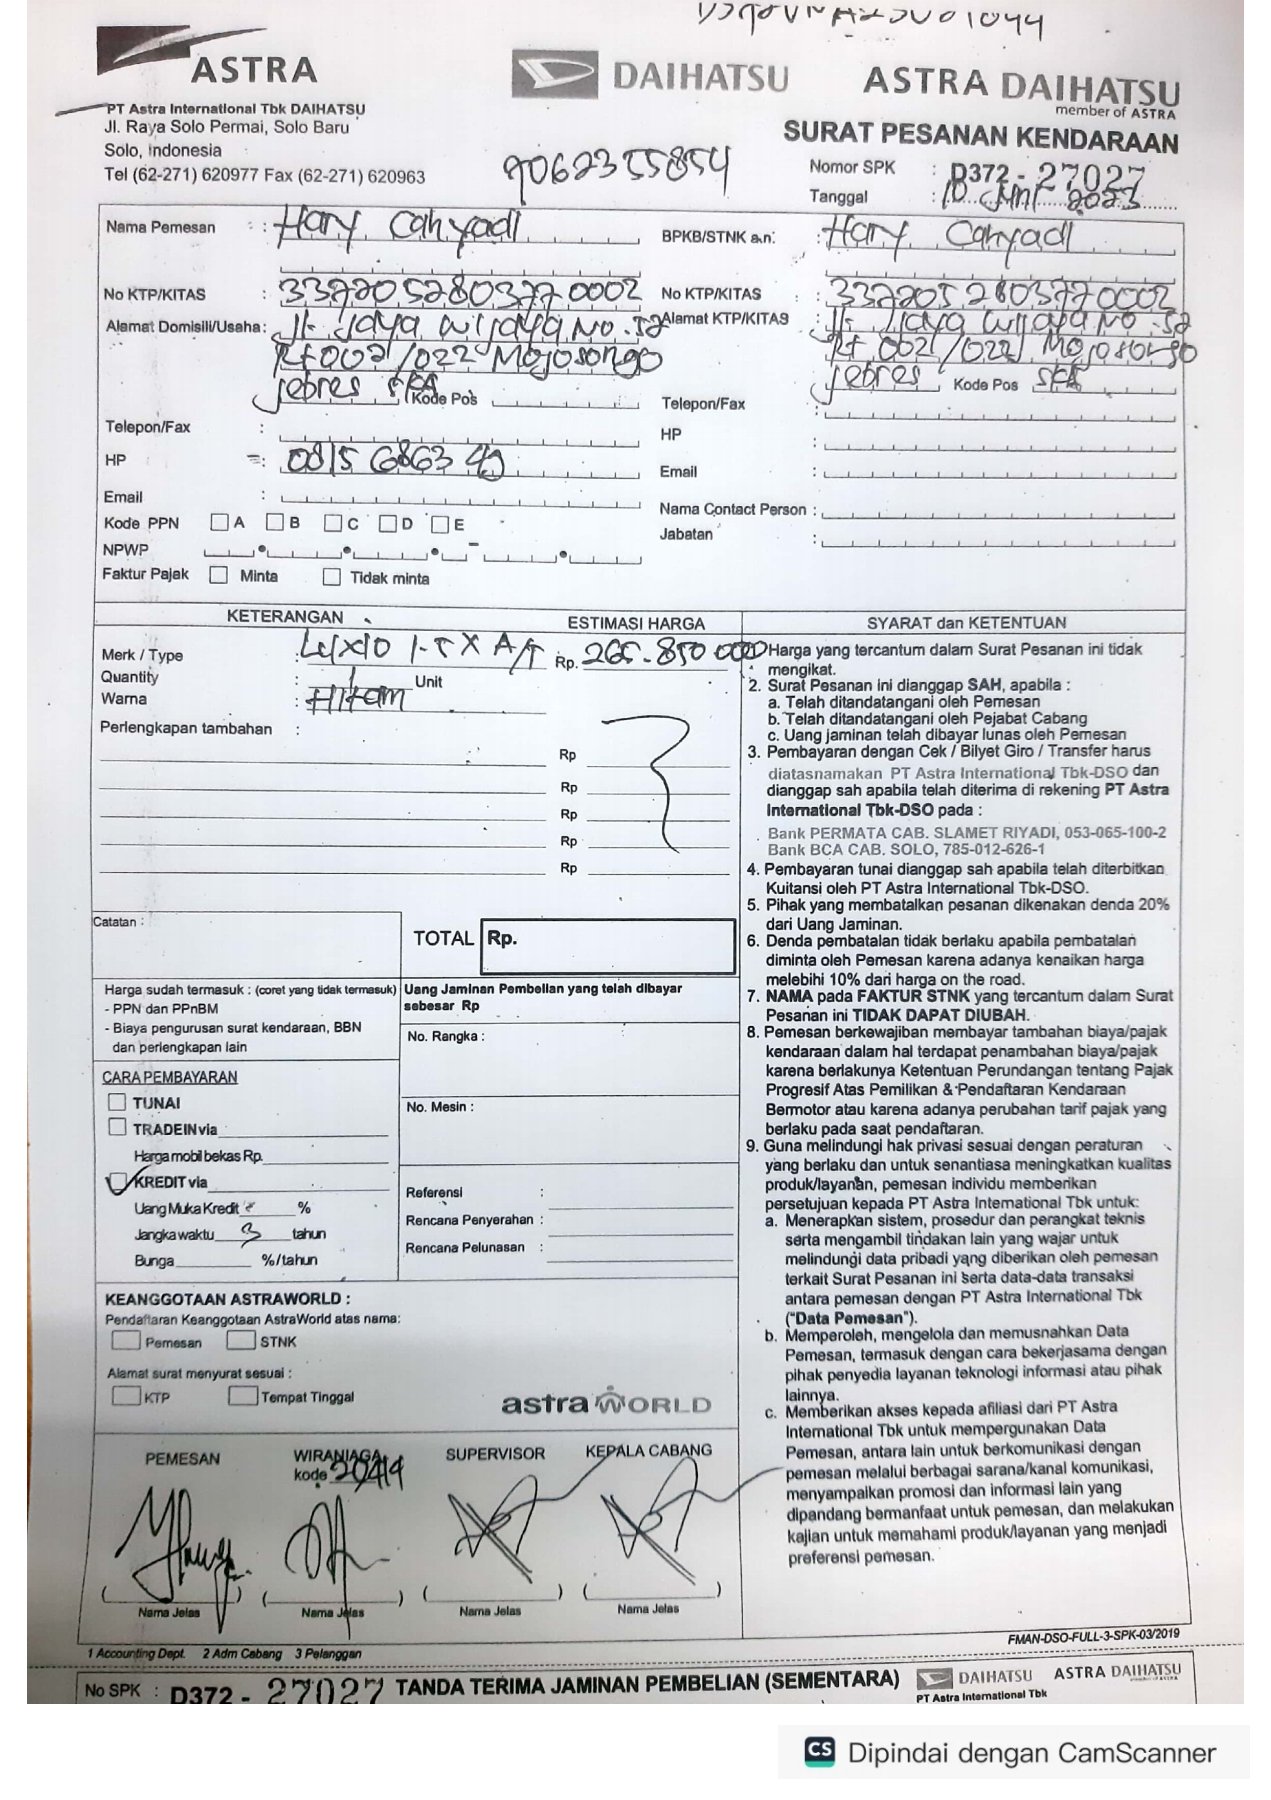 ASTRA
DAIHATSU
ASTRA DAIHATSU
member of ASTRA
PT Astra International Tbk DAIHATSU
Jl. Raya Solo Permai, Solo Baru
Solo, Indonesia
Tel (62-271) 620977 Fax (62-271) 620963
9062355854
SURAT PESANAN KENDARAAN
Nomor SPK : D372 - 27027
Tanggal : 10 Juni 2023
Nama Pemesan : Hary Cahyadi
BPKB/STNK a.n. : Hary Cahyadi
No KTP/KITAS : 3372052803770002
No KTP/KITAS : 3372052803770002
Alamat Domisili/Usaha : Jl. Jaya Wijaya No. 52
Rt 002/022 Mojosongo
Jebres SKA Kode Pos
Alamat KTP/KITAS : Jl. Jaya Wijaya No. 52
Rt 002/022 Mojosongo
Jebres Kode Pos SKA
Telepon/Fax :
HP : 0815 6863 49
Email :
Telepon/Fax :
HP :
Email :
Kode PPN A B C D E
NPWP
Faktur Pajak Minta Tidak minta
Nama Contact Person :
Jabatan :
KETERANGAN
ESTIMASI HARGA
Merk / Type : Luxio 1.5 X A/T Rp. 265.850.000
Quantity : 1 Unit
Warna : Hitam
Perlengkapan tambahan :
Rp
Rp
Rp
Rp
Rp
Catatan :
TOTAL Rp.
Harga sudah termasuk : (coret yang tidak termasuk)
- PPN dan PPnBM
- Biaya pengurusan surat kendaraan, BBN
dan perlengkapan lain
Uang Jaminan Pembelian yang telah dibayar
sebesar Rp
No. Rangka :
No. Mesin :
CARA PEMBAYARAN
TUNAI
TRADEIN via
Harga mobil bekas Rp.
KREDIT via
Uang Muka Kredit %
Jangka waktu 3 tahun
Bunga %/tahun
Referensi :
Rencana Penyerahan :
Rencana Pelunasan :
KEANGGOTAAN ASTRAWORLD :
Pendaftaran Keanggotaan AstraWorld atas nama:
Pemesan STNK
Alamat surat menyurat sesuai :
KTP Tempat Tinggal
astra WORLD
SYARAT dan KETENTUAN
Harga yang tercantum dalam Surat Pesanan ini tidak
mengikat.
2. Surat Pesanan ini dianggap SAH, apabila :
a. Telah ditandatangani oleh Pemesan
b. Telah ditandatangani oleh Pejabat Cabang
c. Uang jaminan telah dibayar lunas oleh Pemesan
3. Pembayaran dengan Cek / Bilyet Giro / Transfer harus
diatasnamakan PT Astra International Tbk-DSO dan
dianggap sah apabila telah diterima di rekening PT Astra
International Tbk-DSO pada :
Bank PERMATA CAB. SLAMET RIYADI, 053-065-100-2
Bank BCA CAB. SOLO, 785-012-626-1
4. Pembayaran tunai dianggap sah apabila telah diterbitkan
Kuitansi oleh PT Astra International Tbk-DSO.
5. Pihak yang membatalkan pesanan dikenakan denda 20%
dari Uang Jaminan.
6. Denda pembatalan tidak berlaku apabila pembatalan
diminta oleh Pemesan karena adanya kenaikan harga
melebihi 10% dari harga on the road.
7. NAMA pada FAKTUR STNK yang tercantum dalam Surat
Pesanan ini TIDAK DAPAT DIUBAH.
8. Pemesan berkewajiban membayar tambahan biaya/pajak
kendaraan dalam hal terdapat penambahan biaya/pajak
karena berlakunya Ketentuan Perundangan tentang Pajak
Progresif Atas Pemilikan & Pendaftaran Kendaraan
Bermotor atau karena adanya perubahan tarif pajak yang
berlaku pada saat pendaftaran.
9. Guna melindungi hak privasi sesuai dengan peraturan
yang berlaku dan untuk senantiasa meningkatkan kualitas
produk/layanan, pemesan individu memberikan
persetujuan kepada PT Astra International Tbk untuk:
a. Menerapkan sistem, prosedur dan perangkat teknis
serta mengambil tindakan lain yang wajar untuk
melindungi data pribadi yang diberikan oleh pemesan
terkait Surat Pesanan ini serta data-data transaksi
antara pemesan dengan PT Astra International Tbk
("Data Pemesan").
b. Memperoleh, mengelola dan memusnahkan Data
Pemesan, termasuk dengan cara bekerjasama dengan
pihak penyedia layanan teknologi informasi atau pihak
lainnya.
c. Memberikan akses kepada afiliasi dari PT Astra
International Tbk untuk mempergunakan Data
Pemesan, antara lain untuk berkomunikasi dengan
pemesan melalui berbagai sarana/kanal komunikasi,
menyampaikan promosi dan informasi lain yang
dipandang bermanfaat untuk pemesan, dan melakukan
kajian untuk memahami produk/layanan yang menjadi
preferensi pemesan.
PEMESAN
WIRANIAGA
kode 20419
SUPERVISOR
KEPALA CABANG
Nama Jelas
Nama Jelas
Nama Jelas
Nama Jelas
FMAN-DSO-FULL-3-SPK-03/2019
1 Accounting Dept. 2 Adm Cabang 3 Pelanggan
No SPK : D372 - 27027 TANDA TERIMA JAMINAN PEMBELIAN (SEMENTARA)
DAIHATSU ASTRA DAIHATSU
PT Astra International Tbk
CS Dipindai dengan CamScanner